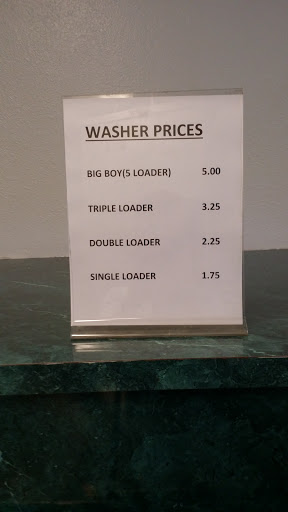 WASHER PRICES
BIG BOY(5 LOADER) 5.00
TRIPLE LOADER 3.25
DOUBLE LOADER 2.25
SINGLE LOADER 1.75